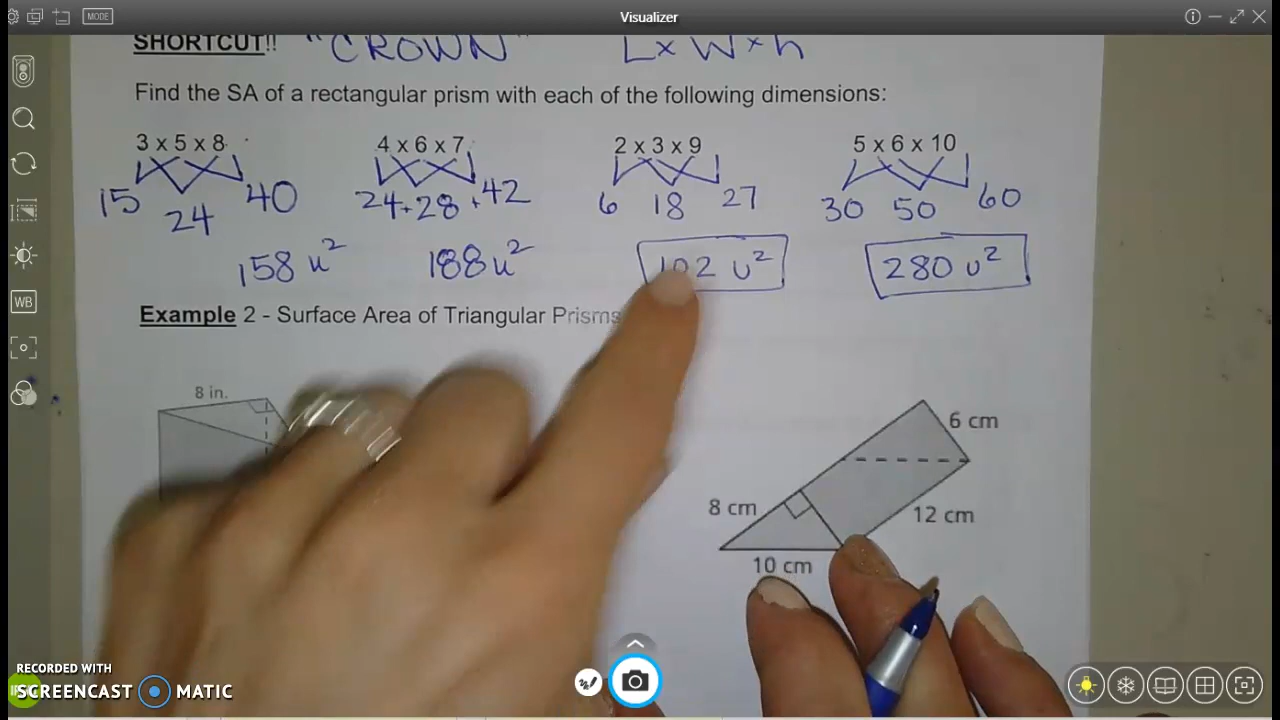 Visualizer
MODE
SHORTCUT!! "CROWN" L x W x h
Find the SA of a rectangular prism with each of the following dimensions:
3 x 5 x 8 4 x 6 x 7 2 x 3 x 9 5 x 6 x 10
15 24 40 24+28+42 6 18 27 30 50 60
158 u² 188 u² 102 u² 280 u²
Example 2 - Surface Area of Triangular Prisms
8 in.
6 cm
8 cm
12 cm
10 cm
WB
RECORDED WITH
SCREENCAST MATIC